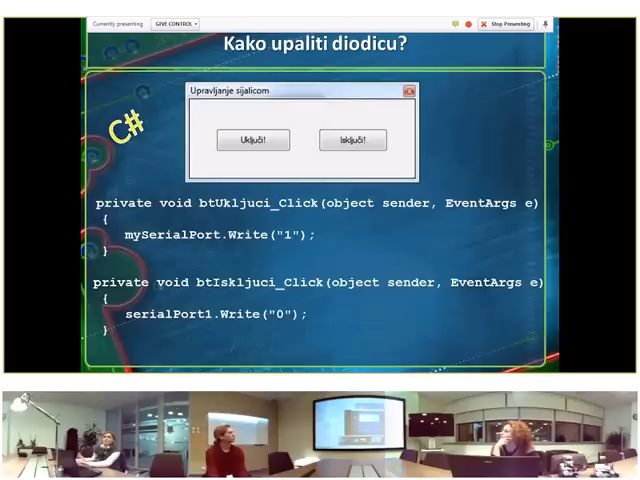 Currently presenting
GIVE CONTROL
Stop Presenting
Kako upaliti diodicu?
Upravljanje sijalicom
C#
Uključi!
Isključi!
private void btUkljuci_Click(object sender, EventArgs e)
{
mySerialPort.Write("1");
}
private void btIskljuci_Click(object sender, EventArgs e)
{
serialPort1.Write("0");
}